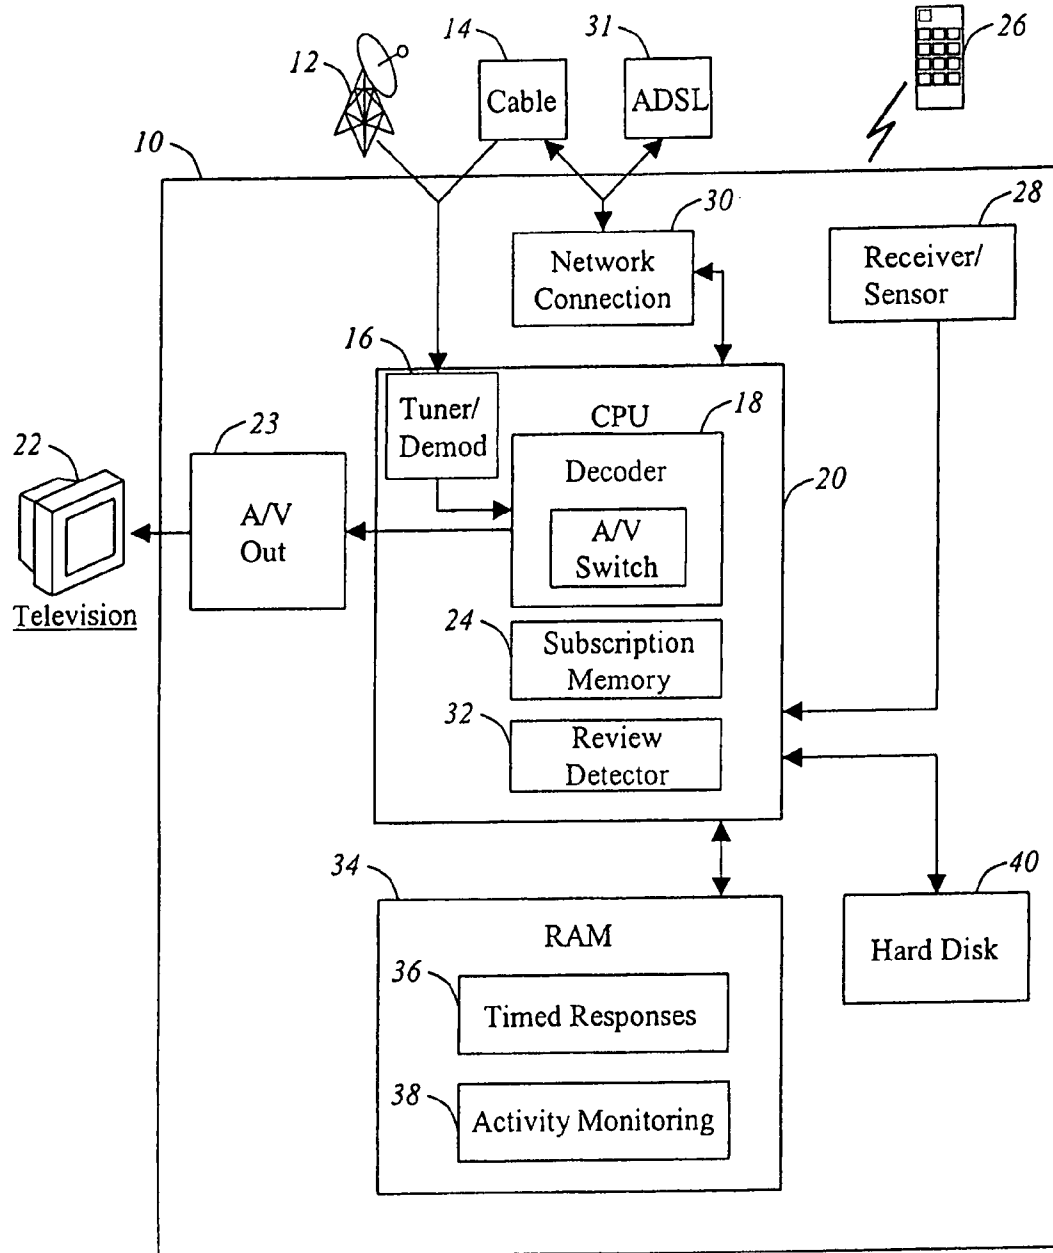 12
14
Cable
31
ADSL
26
10
30
Network
Connection
28
Receiver/
Sensor
16
Tuner/
Demod
CPU
18
Decoder
A/V
Switch
20
22
Television
23
A/V
Out
24
Subscription
Memory
32
Review
Detector
34
RAM
36
Timed Responses
38
Activity Monitoring
40
Hard Disk